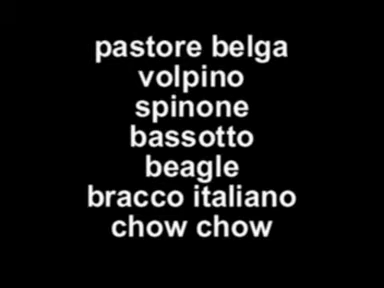 pastore belga
volpino
spinone
bassotto
beagle
bracco italiano
chow chow